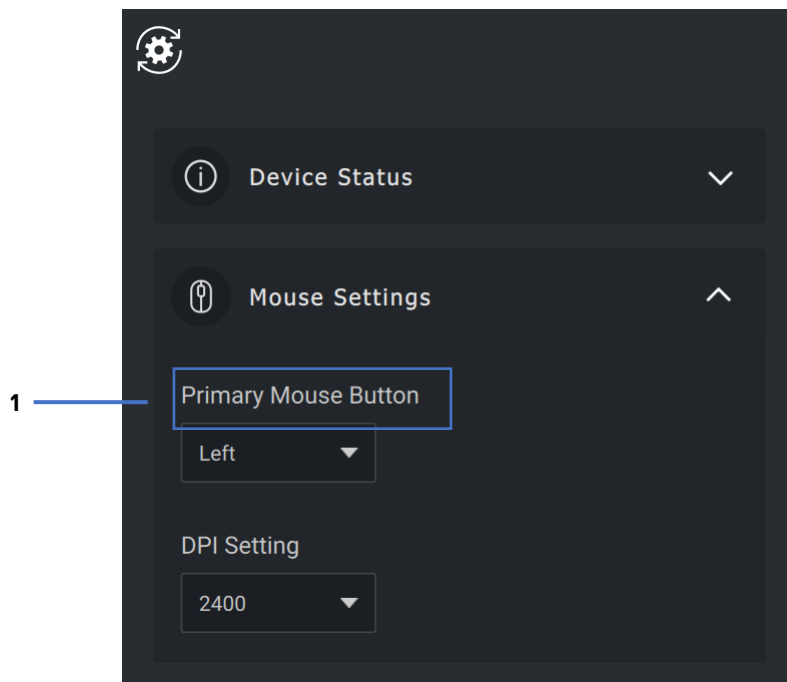 Device Status
Mouse Settings
1
Primary Mouse Button
Left
DPI Setting
2400